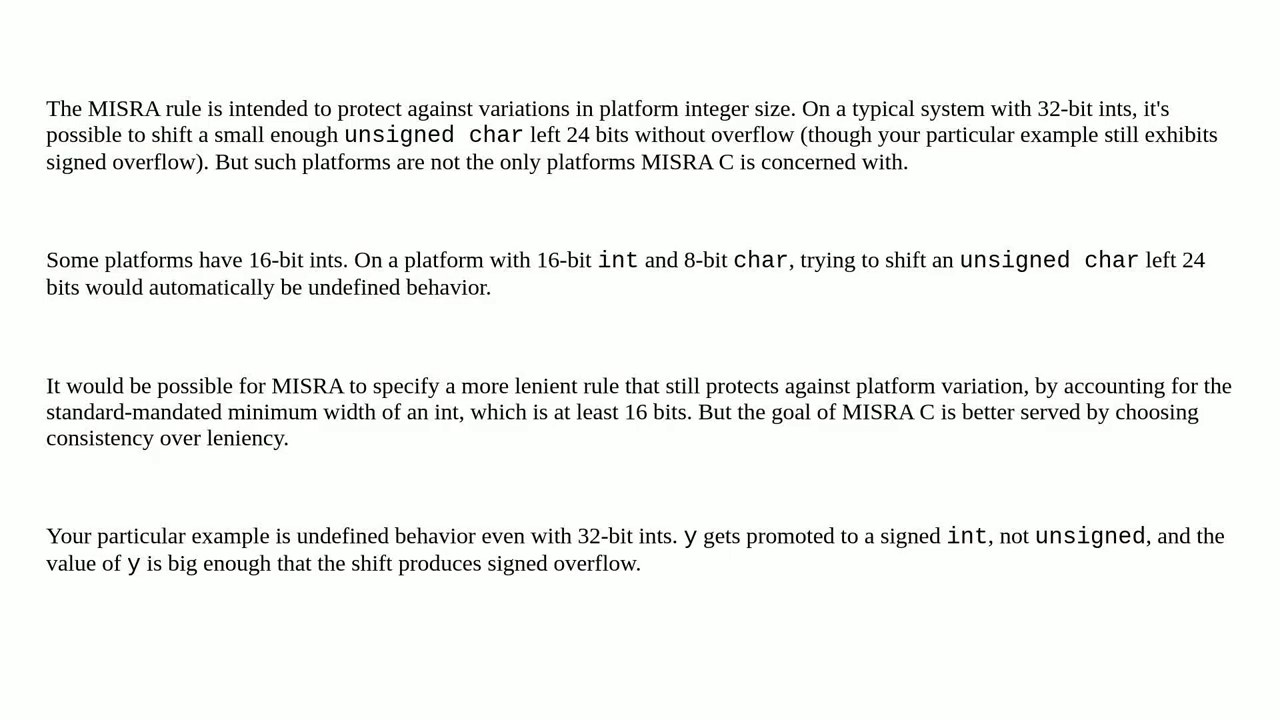 The MISRA rule is intended to protect against variations in platform integer size. On a typical system with 32-bit ints, it's
possible to shift a small enough unsigned char left 24 bits without overflow (though your particular example still exhibits
signed overflow). But such platforms are not the only platforms MISRA C is concerned with.
Some platforms have 16-bit ints. On a platform with 16-bit int and 8-bit char, trying to shift an unsigned char left 24
bits would automatically be undefined behavior.
It would be possible for MISRA to specify a more lenient rule that still protects against platform variation, by accounting for the
standard-mandated minimum width of an int, which is at least 16 bits. But the goal of MISRA C is better served by choosing
consistency over leniency.
Your particular example is undefined behavior even with 32-bit ints. y gets promoted to a signed int, not unsigned, and the
value of y is big enough that the shift produces signed overflow.